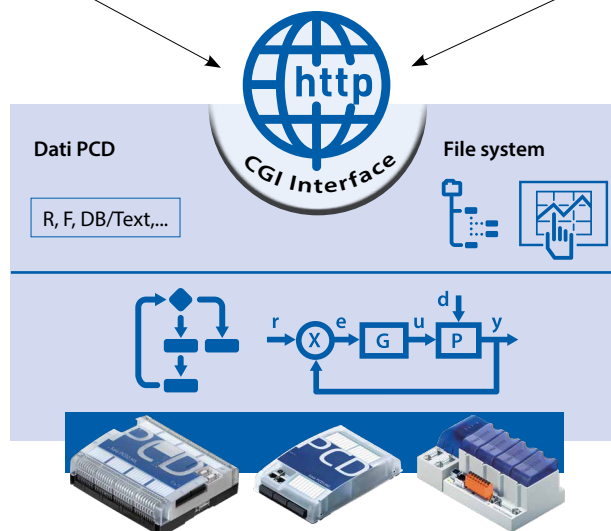 http
CGI Interface
Dati PCD
File system
R, F, DB/Text,...
d
r
e
u
y
X
G
P
PCD
PCD